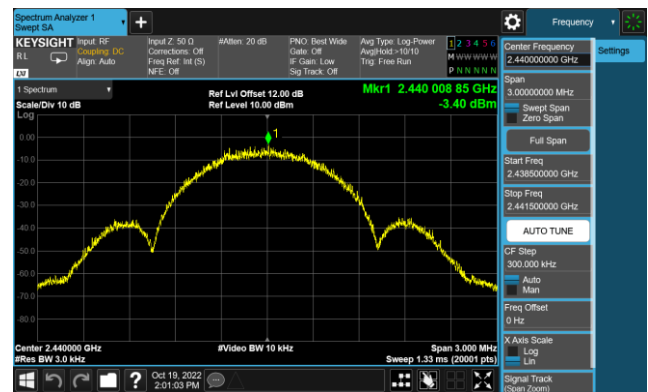 Spectrum Analyzer 1
Swept SA
+
Frequency
KEYSIGHT
Input: RF
Input Z: 50 Ω
#Atten: 20 dB
PNO: Best Wide
Avg Type: Log-Power
1 2 3 4 5 6
RL
Coupling: DC
Corrections: Off
Gate: Off
Avg|Hold:>10/10
M W W W W W
Align: Auto
Freq Ref: Int (S)
IF Gain: Low
Trig: Free Run
LXI
NFE: Off
Sig Track: Off
P N N N N N
1 Spectrum
Ref Lvl Offset 12.00 dB
Mkr1 2.440 008 85 GHz
Scale/Div 10 dB
Ref Level 10.00 dBm
-3.40 dBm
Log
1
0.00
-10.0
-20.0
-30.0
-40.0
-50.0
-60.0
-70.0
-80.0
Center 2.440000 GHz
#Video BW 10 kHz
Span 3.000 MHz
#Res BW 3.0 kHz
Sweep 1.33 ms (20001 pts)
?
Oct 19, 2022
2:01:03 PM
Center Frequency
2.440000000 GHz
Settings
Span
3.00000000 MHz
Swept Span
Zero Span
Full Span
Start Freq
2.438500000 GHz
Stop Freq
2.441500000 GHz
AUTO TUNE
CF Step
300.000 kHz
Auto
Man
Freq Offset
0 Hz
X Axis Scale
Log
Lin
Signal Track
(Span Zoom)